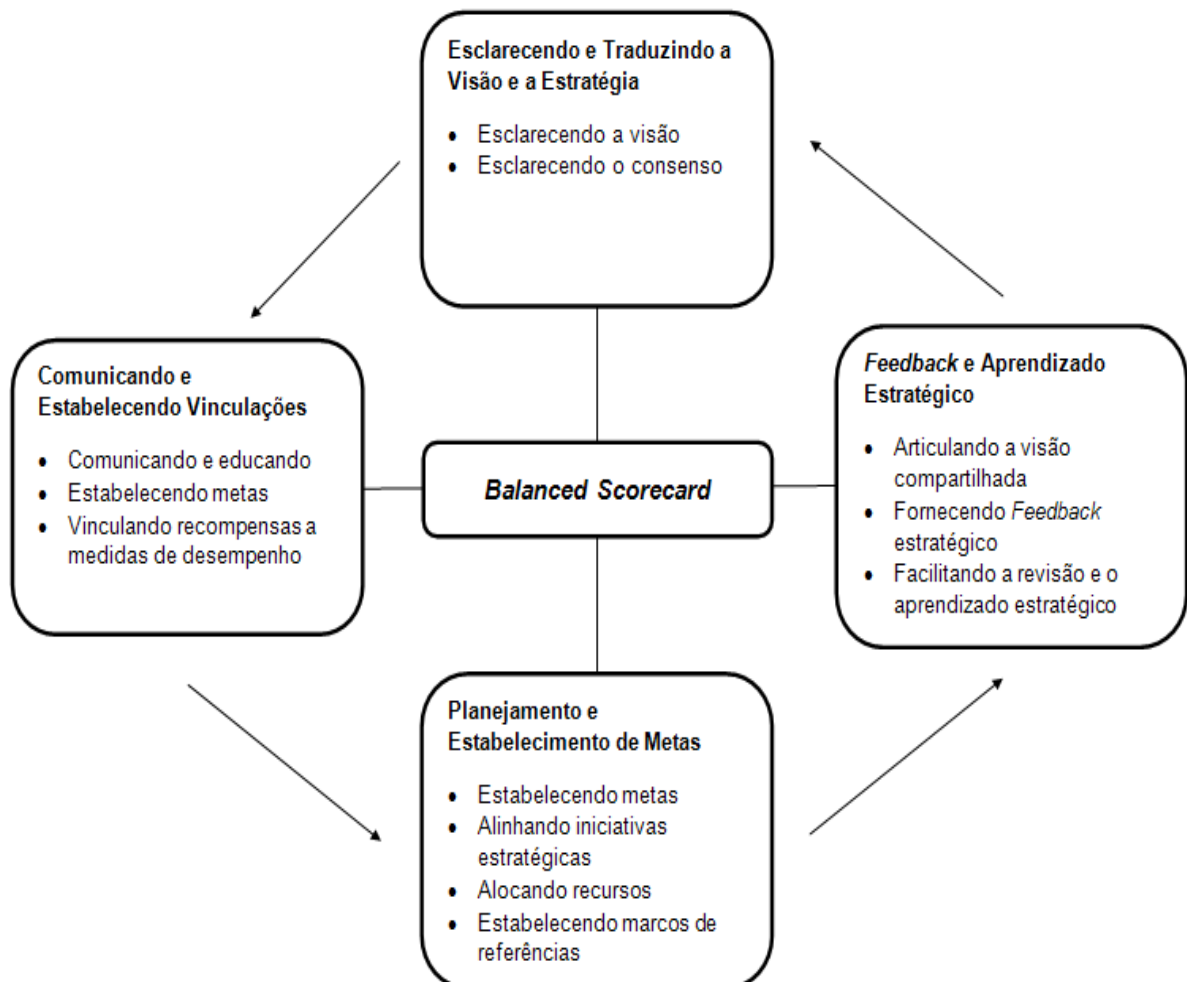 Esclarecendo e Traduzindo a
Visão e a Estratégia
• Esclarecendo a visão
• Esclarecendo o consenso
Comunicando e
Estabelecendo Vinculações
• Comunicando e educando
• Estabelecendo metas
• Vinculando recompensas a
medidas de desempenho
Balanced Scorecard
Feedback e Aprendizado
Estratégico
• Articulando a visão
compartilhada
• Fornecendo Feedback
estratégico
• Facilitando a revisão e o
aprendizado estratégico
Planejamento e
Estabelecimento de Metas
• Estabelecendo metas
• Alinhando iniciativas
estratégicas
• Alocando recursos
• Estabelecendo marcos de
referências